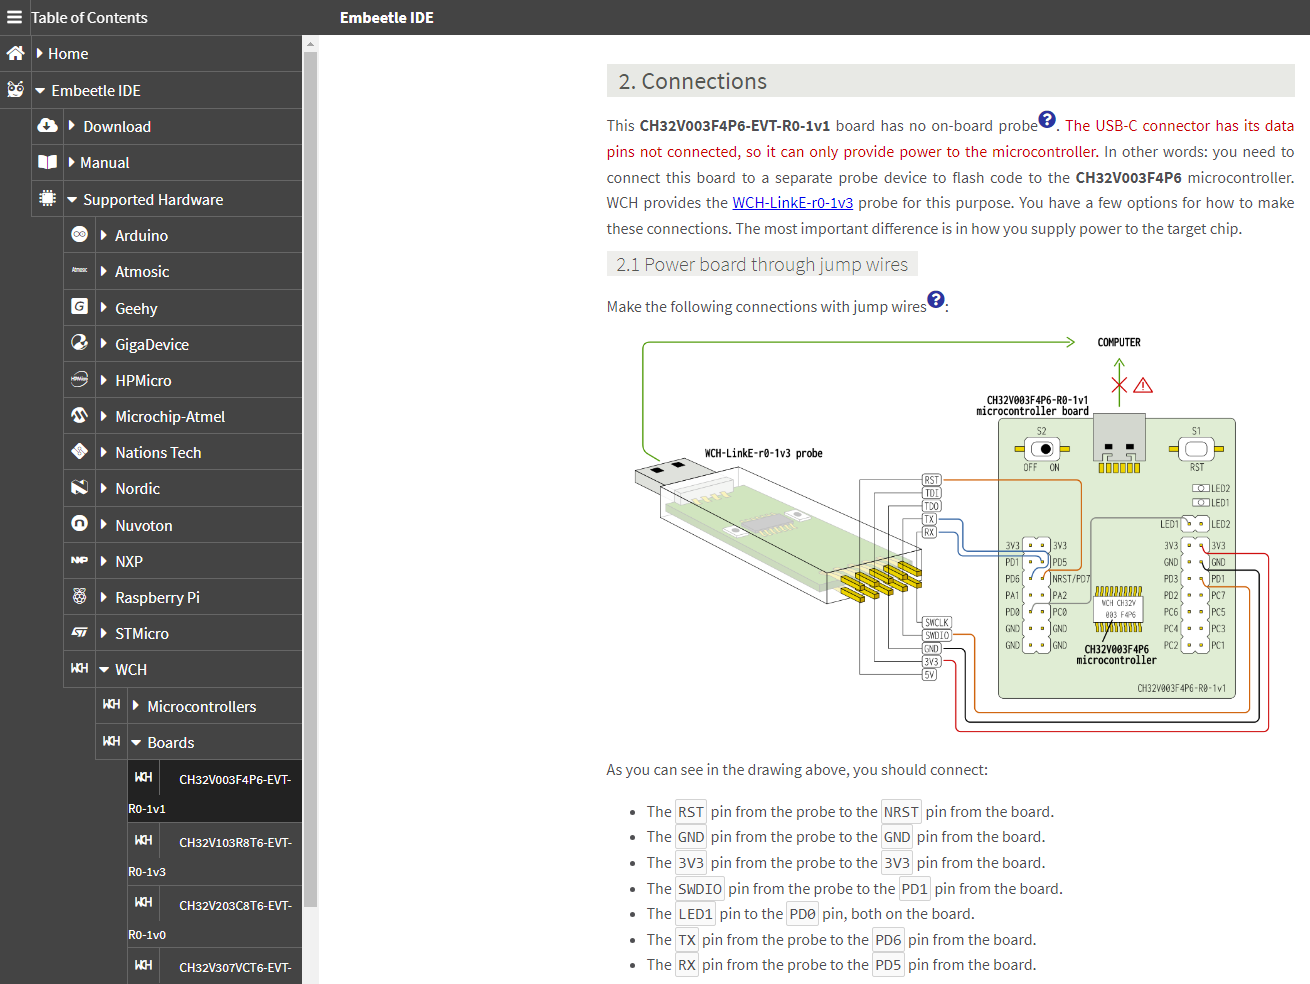 Table of Contents
Embeetle IDE
Home
Embeetle IDE
Download
Manual
Supported Hardware
Arduino
Atmosic
Atmosic
G
Geehy
GigaDevice
HPMicro
Microchip-Atmel
Nations Tech
Nordic
Nuvoton
NXP
NXP
Raspberry Pi
ST
STMicro
WCH
WCH
WCH
Microcontrollers
WCH
Boards
WCH
CH32V003F4P6-EVT-
R0-1v1
WCH
CH32V103R8T6-EVT-
R0-1v3
WCH
CH32V203C8T6-EVT-
R0-1v0
WCH
CH32V307VCT6-EVT-
2. Connections
This CH32V003F4P6-EVT-R0-1v1 board has no on-board probe?. The USB-C connector has its data
pins not connected, so it can only provide power to the microcontroller. In other words: you need to
connect this board to a separate probe device to flash code to the CH32V003F4P6 microcontroller.
WCH provides the WCH-LinkE-r0-1v3 probe for this purpose. You have a few options for how to make
these connections. The most important difference is in how you supply power to the target chip.
2.1 Power board through jump wires
Make the following connections with jump wires?:
COMPUTER
CH32V003F4P6-R0-1v1
microcontroller board
WCH-LinkE-r0-1v3 probe
S2
OFF ON
S1
RST
LED2
LED1
LED1 LED2
RST
TDI
TDO
TX
RX
3V3 3V3
PD1 PD5
PD6 NRST/PD7
PA1 PA2
PD0 PC0
GND GND
GND GND
3V3 3V3
GND GND
PD3 PD1
PD2 PC7
PC6 PC5
PC4 PC3
PC2 PC1
WCH CH32V
003 F4P6
CH32V003F4P6
microcontroller
SWCLK
SWDIO
GND
3V3
5V
CH32V003F4P6-R0-1v1
As you can see in the drawing above, you should connect:
• The RST pin from the probe to the NRST pin from the board.
• The GND pin from the probe to the GND pin from the board.
• The 3V3 pin from the probe to the 3V3 pin from the board.
• The SWDIO pin from the probe to the PD1 pin from the board.
• The LED1 pin to the PD0 pin, both on the board.
• The TX pin from the probe to the PD6 pin from the board.
• The RX pin from the probe to the PD5 pin from the board.